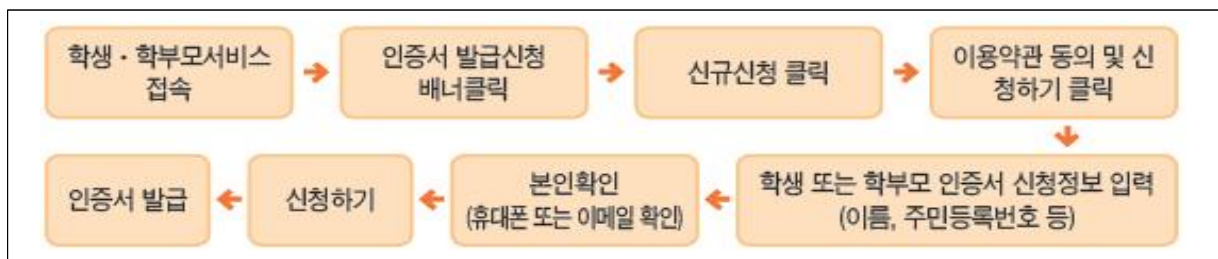 학생 · 학부모서비스
접속
인증서 발급신청
배너클릭
신규신청 클릭
이용약관 동의 및 신
청하기 클릭
학생 또는 학부모 인증서 신청정보 입력
(이름, 주민등록번호 등)
본인확인
(휴대폰 또는 이메일 확인)
신청하기
인증서 발급